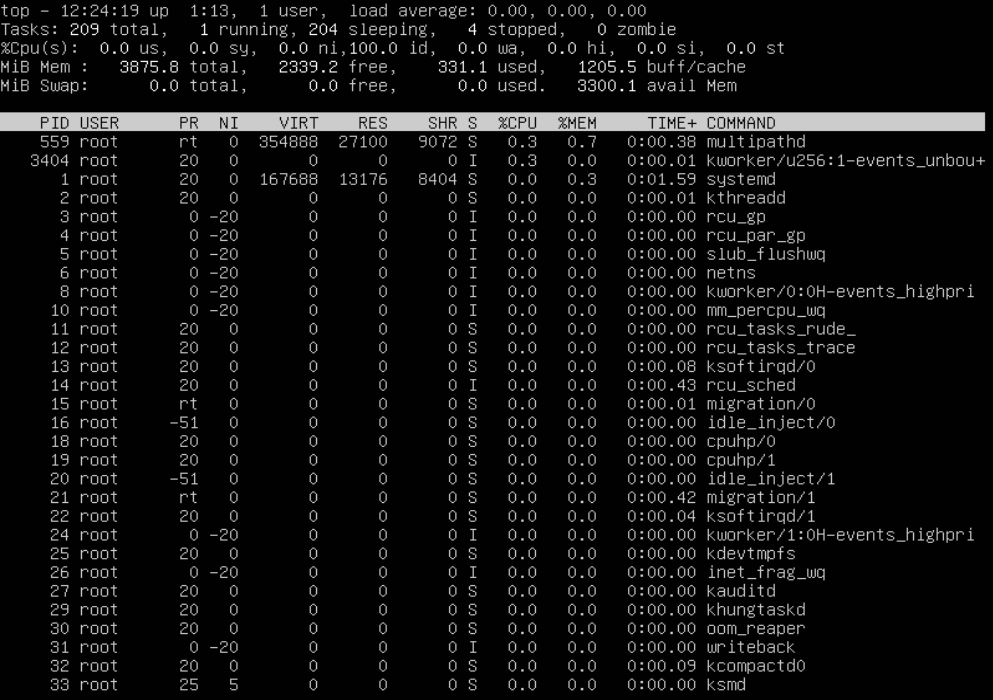 top - 12:24:19 up  1:13,  1 user,  load average: 0.00, 0.00, 0.00
Tasks: 209 total,   1 running, 204 sleeping,   4 stopped,   0 zombie
%Cpu(s):  0.0 us,  0.0 sy,  0.0 ni,100.0 id,  0.0 wa,  0.0 hi,  0.0 si,  0.0 st
MiB Mem :   3875.8 total,   2339.2 free,    331.1 used,   1205.5 buff/cache
MiB Swap:      0.0 total,      0.0 free,      0.0 used.   3300.1 avail Mem
PID USER      PR  NI    VIRT    RES    SHR S  %CPU  %MEM     TIME+ COMMAND
559 root      rt   0  354888  27100   9072 S   0.3   0.7   0:00.38 multipathd
3404 root      20   0       0      0      0 I   0.3   0.0   0:00.01 kworker/u256:1-events_unbou+
1 root      20   0  167688  13176   8404 S   0.0   0.3   0:01.59 systemd
2 root      20   0       0      0      0 S   0.0   0.0   0:00.01 kthreadd
3 root       0 -20       0      0      0 I   0.0   0.0   0:00.00 rcu_gp
4 root       0 -20       0      0      0 I   0.0   0.0   0:00.00 rcu_par_gp
5 root       0 -20       0      0      0 I   0.0   0.0   0:00.00 slub_flushwq
6 root       0 -20       0      0      0 I   0.0   0.0   0:00.00 netns
8 root       0 -20       0      0      0 I   0.0   0.0   0:00.00 kworker/0:0H-events_highpri
10 root       0 -20       0      0      0 I   0.0   0.0   0:00.00 mm_percpu_wq
11 root      20   0       0      0      0 S   0.0   0.0   0:00.00 rcu_tasks_rude_
12 root      20   0       0      0      0 S   0.0   0.0   0:00.00 rcu_tasks_trace
13 root      20   0       0      0      0 S   0.0   0.0   0:00.08 ksoftirqd/0
14 root      20   0       0      0      0 I   0.0   0.0   0:00.43 rcu_sched
15 root      rt   0       0      0      0 S   0.0   0.0   0:00.01 migration/0
16 root     -51   0       0      0      0 S   0.0   0.0   0:00.00 idle_inject/0
18 root      20   0       0      0      0 S   0.0   0.0   0:00.00 cpuhp/0
19 root      20   0       0      0      0 S   0.0   0.0   0:00.00 cpuhp/1
20 root     -51   0       0      0      0 S   0.0   0.0   0:00.00 idle_inject/1
21 root      rt   0       0      0      0 S   0.0   0.0   0:00.42 migration/1
22 root      20   0       0      0      0 S   0.0   0.0   0:00.04 ksoftirqd/1
24 root       0 -20       0      0      0 I   0.0   0.0   0:00.00 kworker/1:0H-events_highpri
25 root      20   0       0      0      0 S   0.0   0.0   0:00.00 kdevtmpfs
26 root       0 -20       0      0      0 I   0.0   0.0   0:00.00 inet_frag_wq
27 root      20   0       0      0      0 S   0.0   0.0   0:00.00 kauditd
29 root      20   0       0      0      0 S   0.0   0.0   0:00.00 khungtaskd
30 root      20   0       0      0      0 S   0.0   0.0   0:00.00 oom_reaper
31 root       0 -20       0      0      0 I   0.0   0.0   0:00.00 writeback
32 root      20   0       0      0      0 S   0.0   0.0   0:00.09 kcompactd0
33 root      25   5       0      0      0 S   0.0   0.0   0:00.00 ksmd